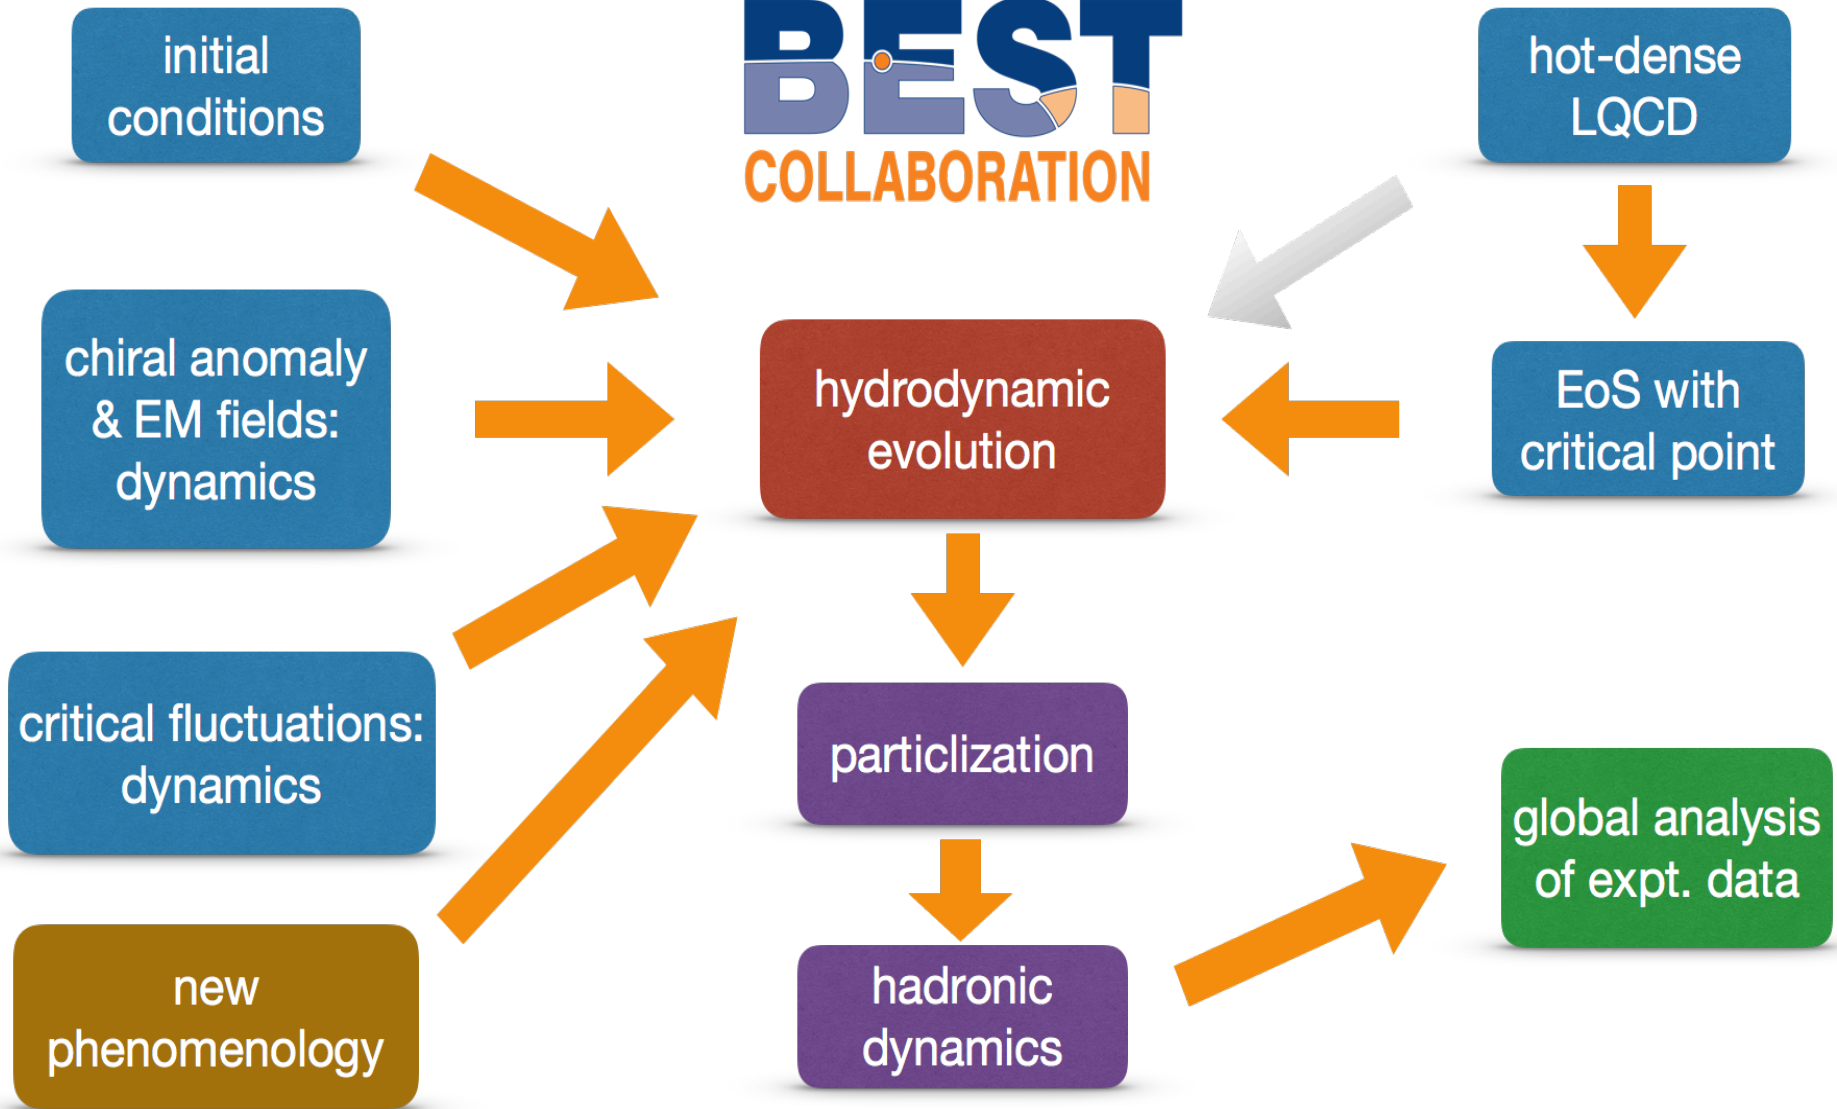 BEST
COLLABORATION
initial
conditions
hot-dense
LQCD
chiral anomaly
& EM fields:
dynamics
hydrodynamic
evolution
EoS with
critical point
critical fluctuations:
dynamics
particlization
global analysis
of expt. data
new
phenomenology
hadronic
dynamics